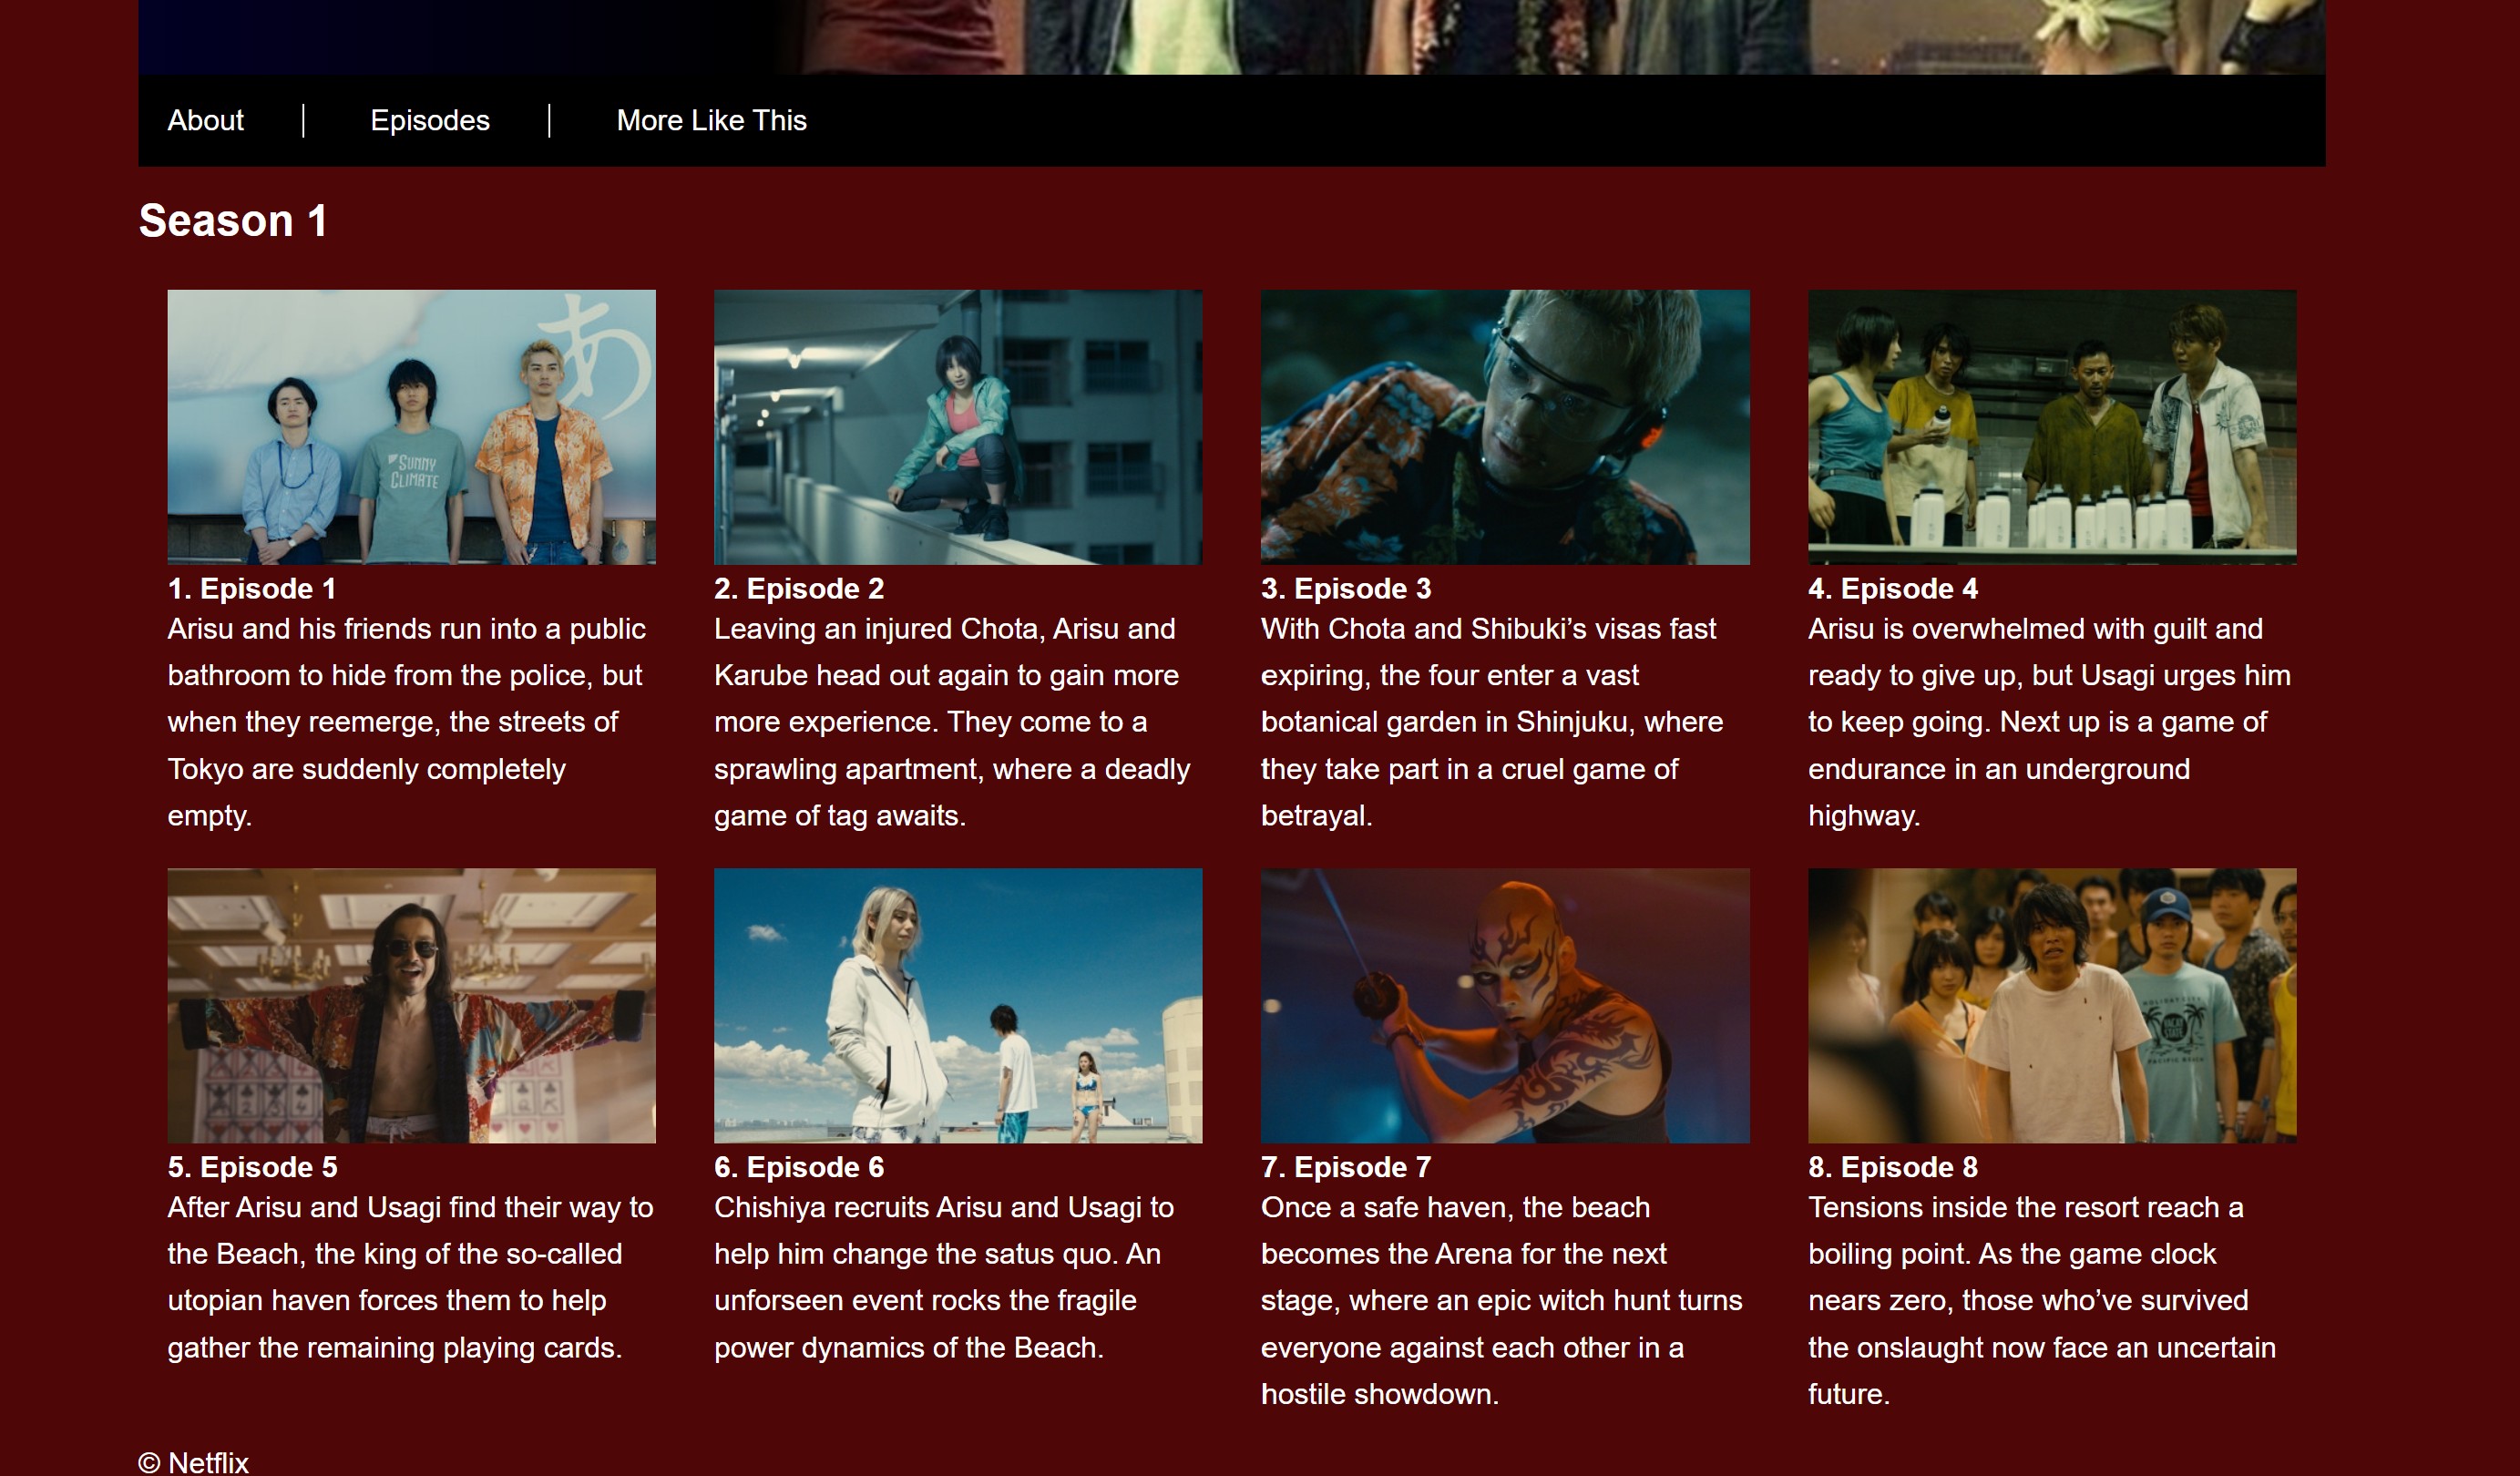 About
Episodes
More Like This
Season 1
あ
SUNNY
CLIMATE
1. Episode 1
Arisu and his friends run into a public
bathroom to hide from the police, but
when they reemerge, the streets of
Tokyo are suddenly completely
empty.
2. Episode 2
Leaving an injured Chota, Arisu and
Karube head out again to gain more
more experience. They come to a
sprawling apartment, where a deadly
game of tag awaits.
3. Episode 3
With Chota and Shibuki’s visas fast
expiring, the four enter a vast
botanical garden in Shinjuku, where
they take part in a cruel game of
betrayal.
4. Episode 4
Arisu is overwhelmed with guilt and
ready to give up, but Usagi urges him
to keep going. Next up is a game of
endurance in an underground
highway.
5. Episode 5
After Arisu and Usagi find their way to
the Beach, the king of the so-called
utopian haven forces them to help
gather the remaining playing cards.
6. Episode 6
Chishiya recruits Arisu and Usagi to
help him change the satus quo. An
unforseen event rocks the fragile
power dynamics of the Beach.
7. Episode 7
Once a safe haven, the beach
becomes the Arena for the next
stage, where an epic witch hunt turns
everyone against each other in a
hostile showdown.
PACIFIC BEACH
8. Episode 8
Tensions inside the resort reach a
boiling point. As the game clock
nears zero, those who’ve survived
the onslaught now face an uncertain
future.
© Netflix